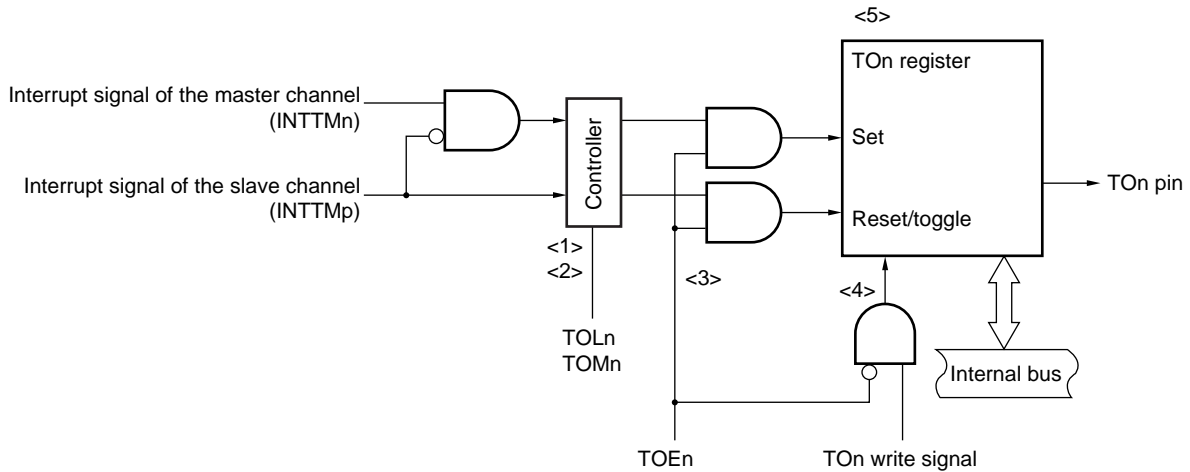 <5>
TOn register
Interrupt signal of the master channel
(INTTMn)
Controller
Set
Interrupt signal of the slave channel
(INTTMp)
TOn pin
Reset/toggle
<1>
<2>
<3>
<4>
TOLn
TOMn
Internal bus
TOEn
TOn write signal